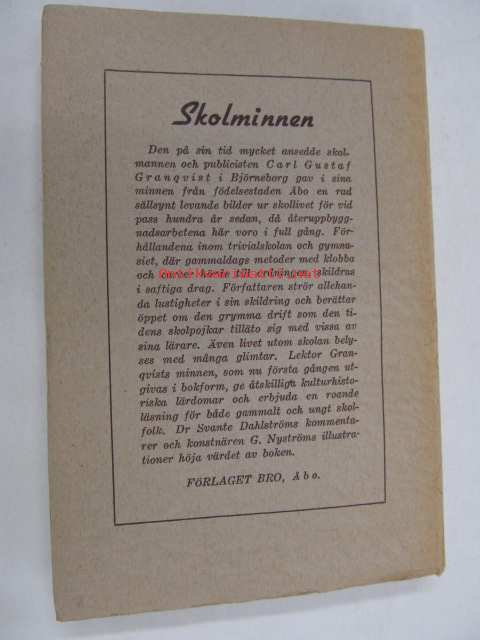 Skolminnen
Den på sin tid mycket ansedde skol-
mannen och publicisten Carl Gustaf
Granqvist i Björneborg gav i sina
minnen från födelsestaden Åbo en rad
sällsynt levande bilder ur skollivet för vid
pass hundra år sedan, då återuppbygg-
nadsarbetena här voro i full gång. För-
hållandena inom trivialskolan och gymna-
siet, där gammaldags metoder med klobba
och hörde till ordningen, skildras
i saftiga drag. Författaren strör allehan-
da lustigheter i sin skildring och berättar
öppet om den grymma drift som den ti-
dens skolpojkar tilläto sig med vissa av
sina lärare. Även livet utom skolan bely-
ses med många glimtar. Lektor Gran-
qvists minnen, som nu första gången ut-
givas i bokform, ge åtskilliga kulturhisto-
riska lärdomar och erbjuda en roande
läsning för både gammalt och ungt skol-
folk. Dr Svante Dahlströms kommenta-
rer och konstnären G. Nyströms illustra-
tioner höja värdet av boken.
FÖRLAGET BRO, Åbo.